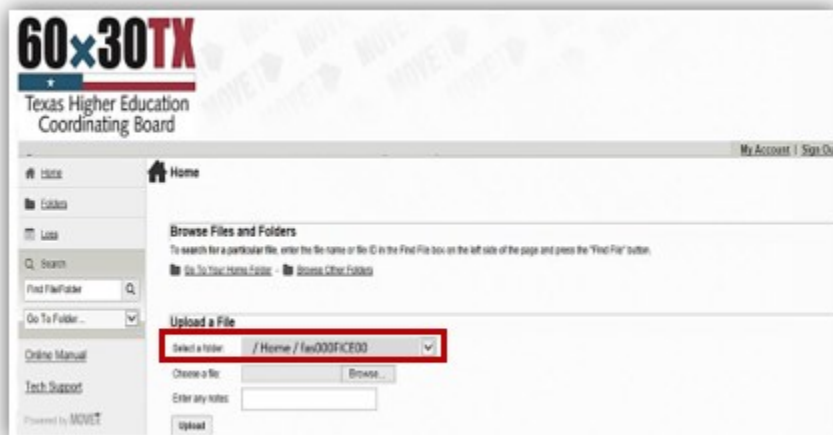 60x30TX
Texas Higher Education
Coordinating Board
My Account | Sign Ou
Home
Folders
Logs
Search
Find File/Folder
Go To Folder...
Online Manual
Tech Support
Powered by MOVEit
Home
Browse Files and Folders
To search for a particular file, enter the file name or file ID in the Find File box on the left side of the page and press the "Find File" button.
Go To Your Home Folder - Browse Other Folders
Upload a File
Select a folder: / Home / fas000FICE00
Choose a file: Browse...
Enter any notes:
Upload